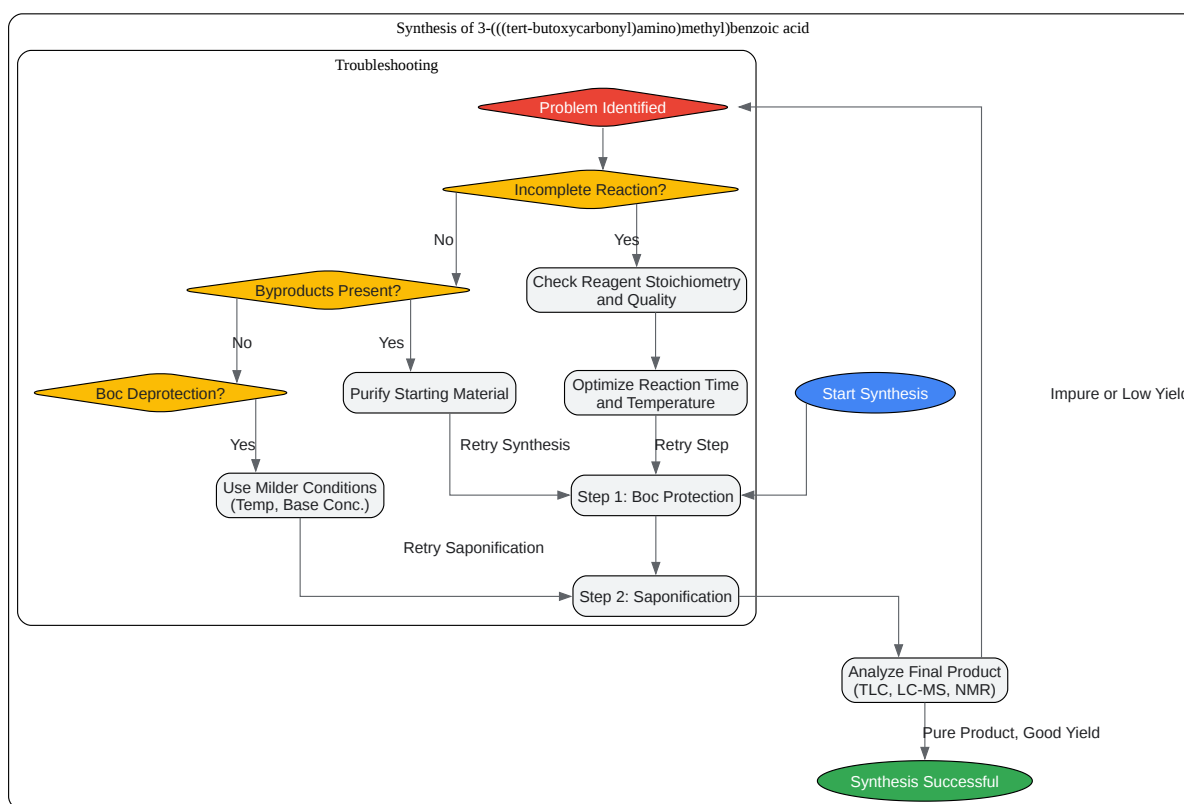 Synthesis of 3-(((tert-butoxycarbonyl)amino)methyl)benzoic acid
Troubleshooting
Problem Identified
Incomplete Reaction?
No
Yes
Byproducts Present?
Check Reagent Stoichiometry
and Quality
No
Yes
Boc Deprotection?
Purify Starting Material
Optimize Reaction Time
and Temperature
Start Synthesis
Impure or Low Yield
Yes
Retry Synthesis
Retry Step
Use Milder Conditions
(Temp, Base Conc.)
Step 1: Boc Protection
Retry Saponification
Step 2: Saponification
Analyze Final Product
(TLC, LC-MS, NMR)
Pure Product, Good Yield
Synthesis Successful